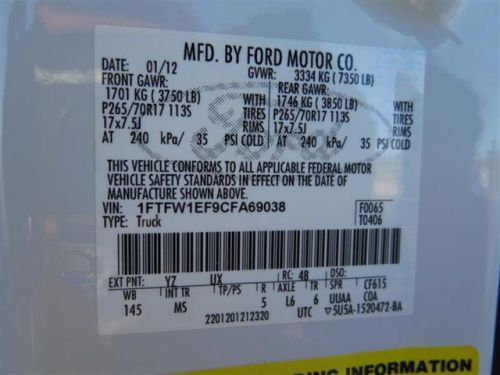 MFD. BY FORD MOTOR CO.
DATE: 01/12 GVWR: 3334 KG ( 7350 LB)
FRONT GAWR: REAR GAWR:
1701 KG ( 3750 LB) WITH 1746 KG ( 3850 LB) WITH
P265/70R17 113S TIRES P265/70R17 113S TIRES
17x7.5J RIMS 17x7.5J RIMS
AT 240 kPa/ 35 PSI COLD AT 240 kPa/ 35 PSI COLD
THIS VEHICLE CONFORMS TO ALL APPLICABLE FEDERAL MOTOR
VEHICLE SAFETY STANDARDS IN EFFECT ON THE DATE OF
MANUFACTURE SHOWN ABOVE.
VIN: 1FTFW1EF9CFA69038 F0065
TYPE: Truck T0406
EXT PNT: YZ UX RC: 48 DSO:
WB INT TR TP/PS R AXLE TR SPR CF615
145 MS 5 L6 6 UUAA COA
2201201212320 UTC ▽5U5A-1520472-BA
Ford
ING INFORMATION